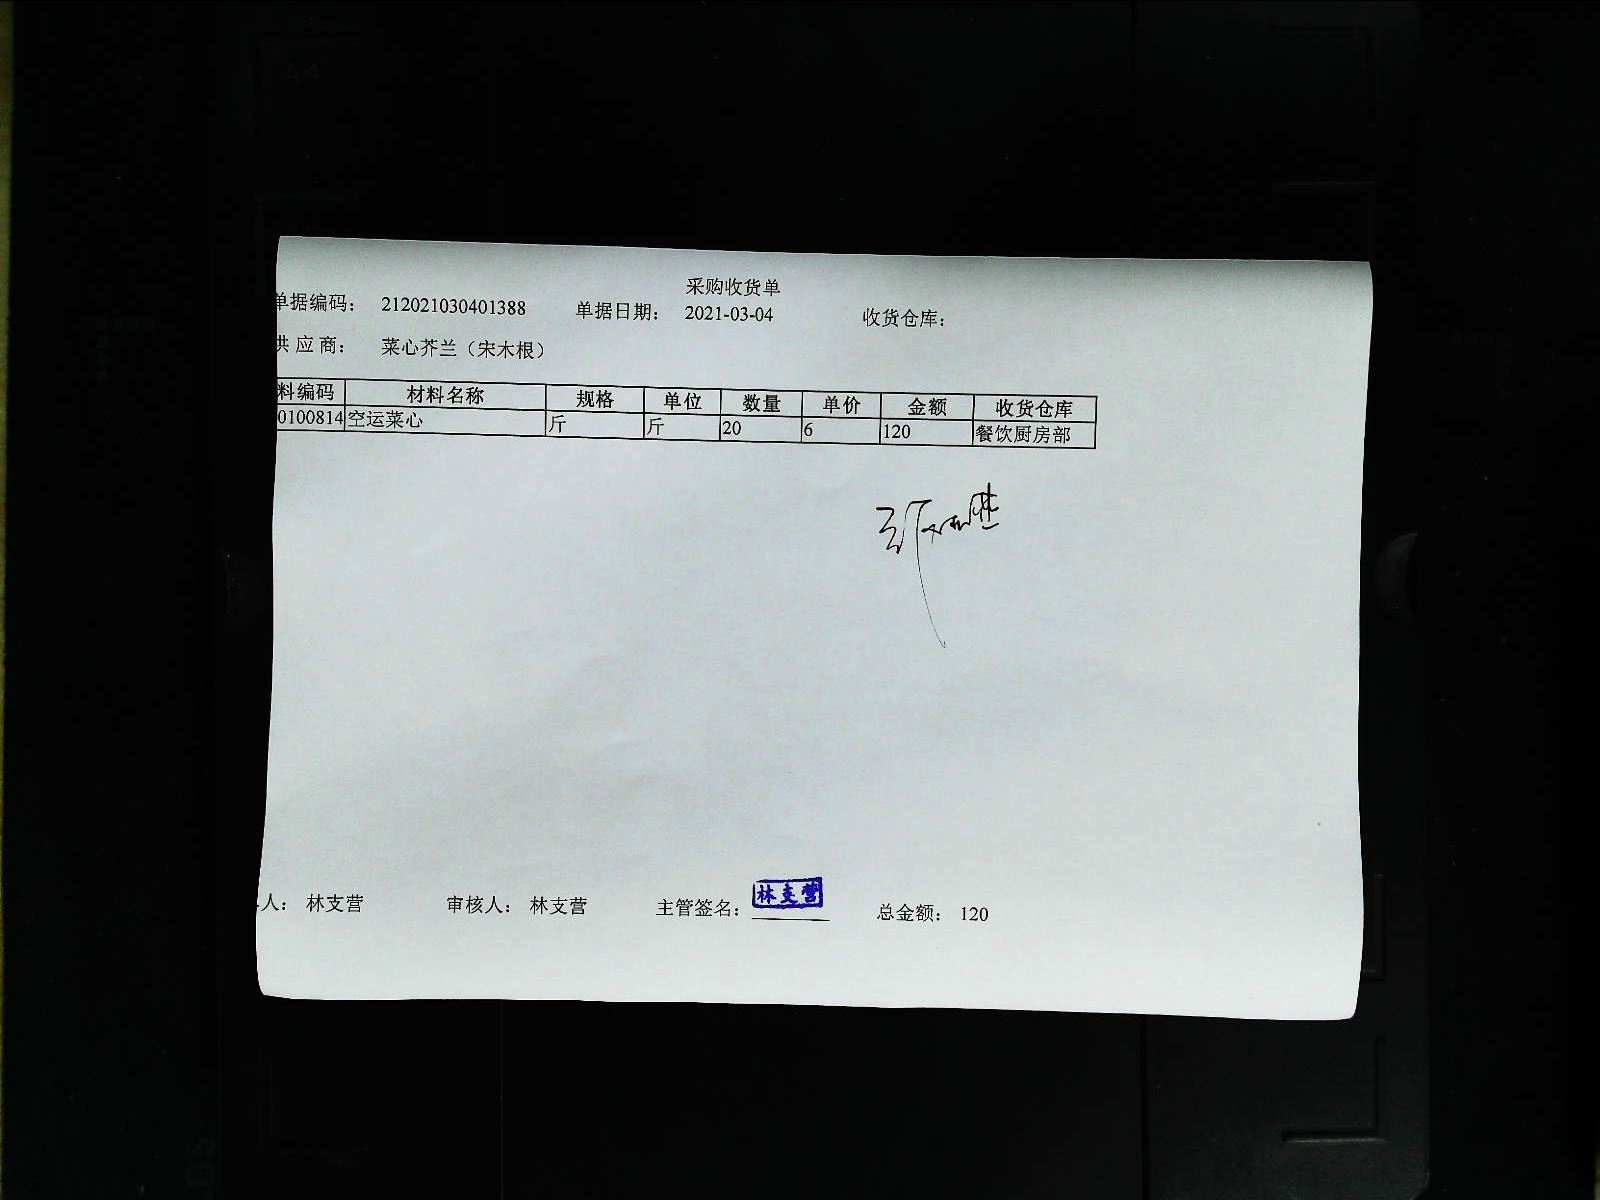 采购收货单
单据编码： 212021030401388 单据日期： 2021-03-04 收货仓库：
供 应 商： 菜心芥兰（宋木根）
料编码 材料名称 规格 单位 数量 单价 金额 收货仓库
0100814 空运菜心 斤 斤 20 6 120 餐饮厨房部
人： 林支营 审核人： 林支营 主管签名： 林支营 总金额： 120